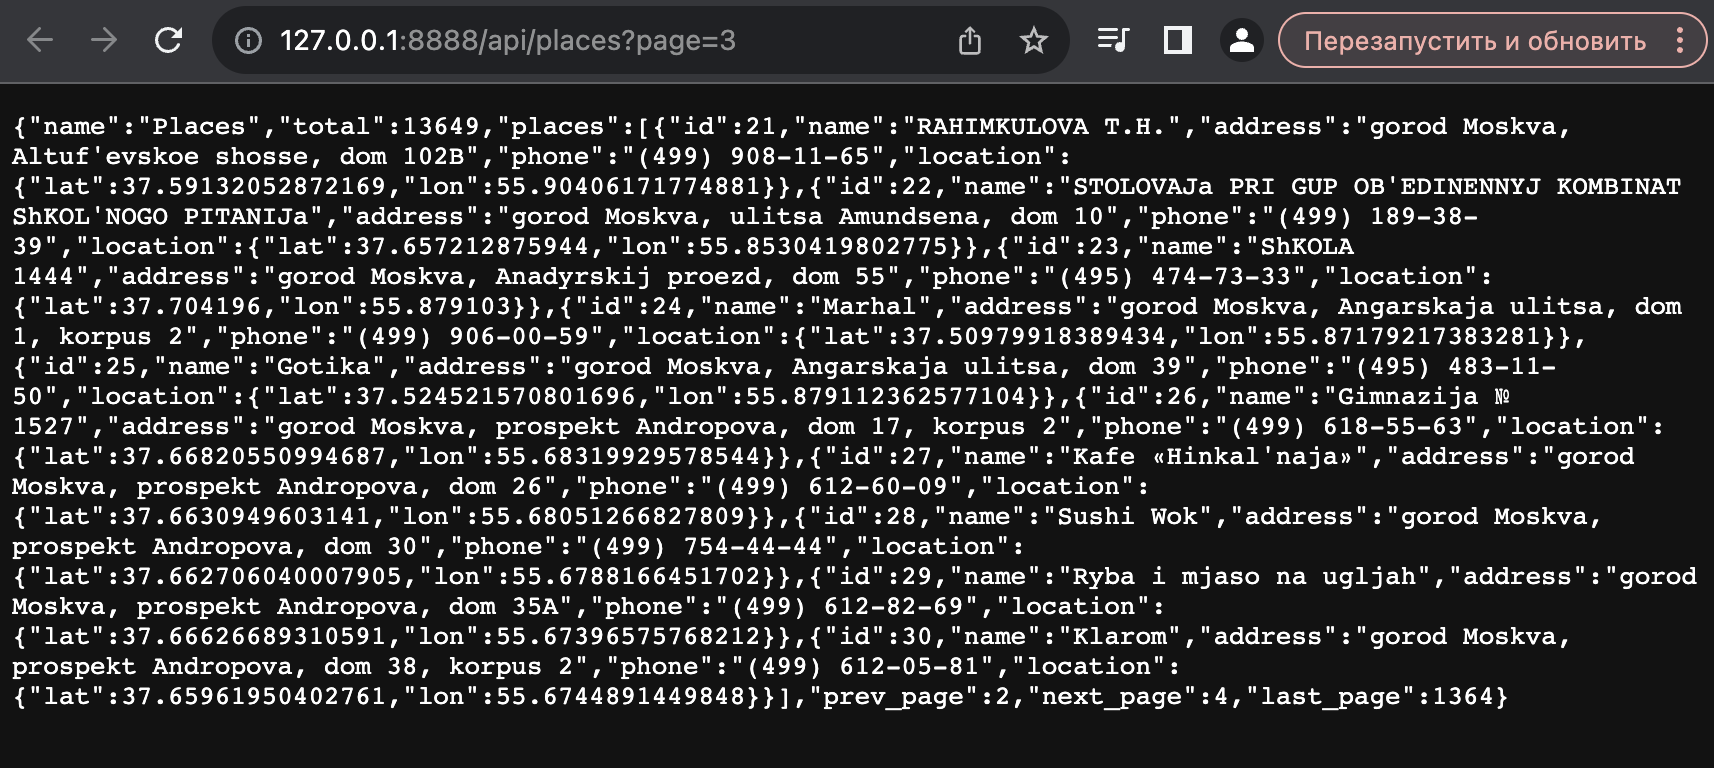 127.0.0.1:8888/api/places?page=3
Перезапустить и обновить
{"name":"Places","total":13649,"places":[{"id":21,"name":"RAHIMKULOVA T.H.","address":"gorod Moskva,
Altuf'evskoe shosse, dom 102B","phone":"(499) 908-11-65","location":
{"lat":37.59132052872169,"lon":55.90406171774881}},{"id":22,"name":"STOLOVAJa PRI GUP OB'EDINENNYJ KOMBINAT
ShKOL'NOGO PITANIJa","address":"gorod Moskva, ulitsa Amundsena, dom 10","phone":"(499) 189-38-
39","location":{"lat":37.657212875944,"lon":55.8530419802775}},{"id":23,"name":"ShKOLA
1444","address":"gorod Moskva, Anadyrskij proezd, dom 55","phone":"(495) 474-73-33","location":
{"lat":37.704196,"lon":55.879103}},{"id":24,"name":"Marhal","address":"gorod Moskva, Angarskaja ulitsa, dom
1, korpus 2","phone":"(499) 906-00-59","location":{"lat":37.50979918389434,"lon":55.87179217383281}},
{"id":25,"name":"Gotika","address":"gorod Moskva, Angarskaja ulitsa, dom 39","phone":"(495) 483-11-
50","location":{"lat":37.524521570801696,"lon":55.879112362577104}},{"id":26,"name":"Gimnazija №
1527","address":"gorod Moskva, prospekt Andropova, dom 17, korpus 2","phone":"(499) 618-55-63","location":
{"lat":37.66820550994687,"lon":55.68319929578544}},{"id":27,"name":"Kafe «Hinkal'naja»","address":"gorod
Moskva, prospekt Andropova, dom 26","phone":"(499) 612-60-09","location":
{"lat":37.6630949603141,"lon":55.68051266827809}},{"id":28,"name":"Sushi Wok","address":"gorod Moskva,
prospekt Andropova, dom 30","phone":"(499) 754-44-44","location":
{"lat":37.662706040007905,"lon":55.6788166451702}},{"id":29,"name":"Ryba i mjaso na ugljah","address":"gorod
Moskva, prospekt Andropova, dom 35A","phone":"(499) 612-82-69","location":
{"lat":37.66626689310591,"lon":55.67396575768212}},{"id":30,"name":"Klarom","address":"gorod Moskva,
prospekt Andropova, dom 38, korpus 2","phone":"(499) 612-05-81","location":
{"lat":37.65961950402761,"lon":55.6744891449848}}],"prev_page":2,"next_page":4,"last_page":1364}